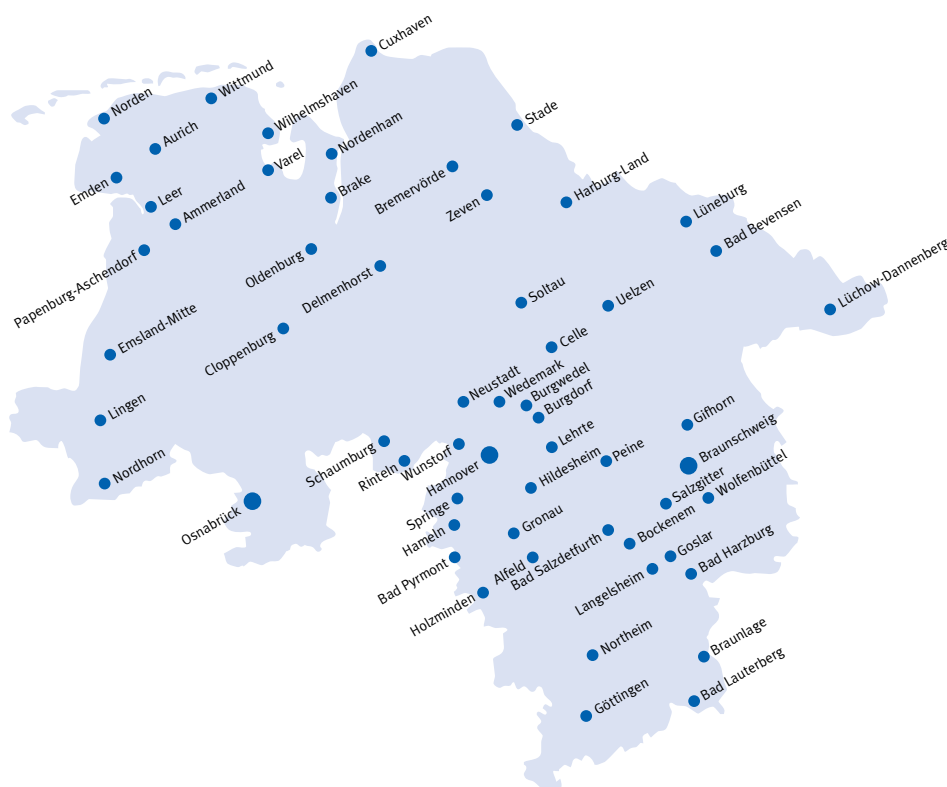 Cuxhaven
Wittmund
Norden
Wilhelmshaven
Stade
Aurich
Nordenham
Varel
Emden
Bremervörde
Harburg-Land
Leer
Ammerland
Brake
Zeven
Lüneburg
Bad Bevensen
Papenburg-Aschendorf
Oldenburg
Delmenhorst
Lüchow-Dannenberg
Soltau
Uelzen
Emsland-Mitte
Cloppenburg
Celle
Neustadt
Wedemark
Burgwedel
Burgdorf
Lingen
Gifhorn
Schaumburg
Rinteln
Wunstorf
Lehrte
Hannover
Peine
Braunschweig
Nordhorn
Hildesheim
Osnabrück
Springe
Salzgitter
Wolfenbüttel
Hameln
Gronau
Bad Salzdetfurth
Bockenem
Bad Pyrmont
Alfeld
Goslar
Langelsheim
Bad Harzburg
Holzminden
Northeim
Braunlage
Göttingen
Bad Lauterberg